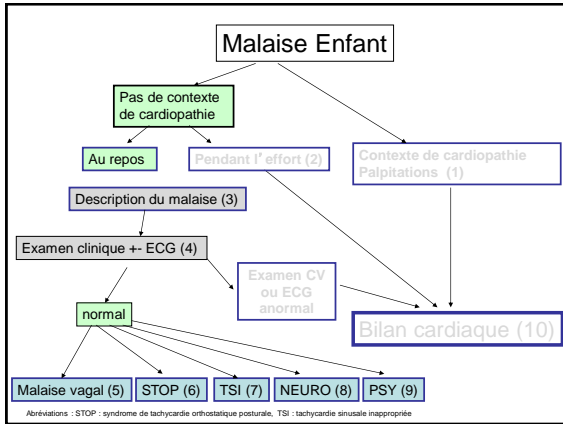 Malaise Enfant
Pas de contexte
de cardiopathie
Au repos
Pendant l'effort (2)
Contexte de cardiopathie
Palpitations (1)
Description du malaise (3)
Examen clinique +- ECG (4)
Examen CV
ou ECG
anormal
normal
Bilan cardiaque (10)
Malaise vagal (5)
STOP (6)
TSI (7)
NEURO (8)
PSY (9)
Abréviations : STOP : syndrome de tachycardie orthostatique posturale, TSI : tachycardie sinusale inappropriée